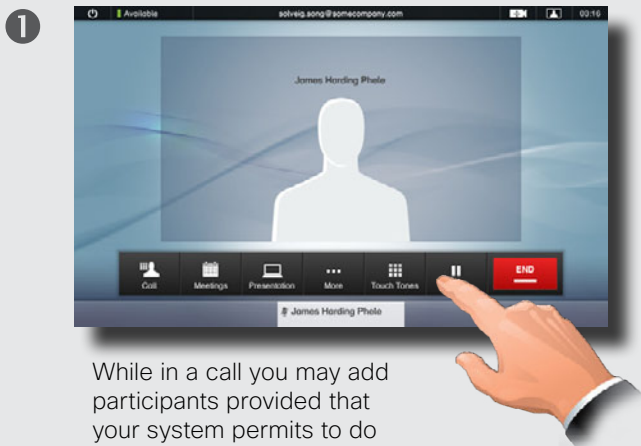 1
Available solveig.song@somecompany.com 00:16
James Harding Phele
Call Meetings Presentation More Touch Tones END
James Harding Phele
While in a call you may add
participants provided that
your system permits to do